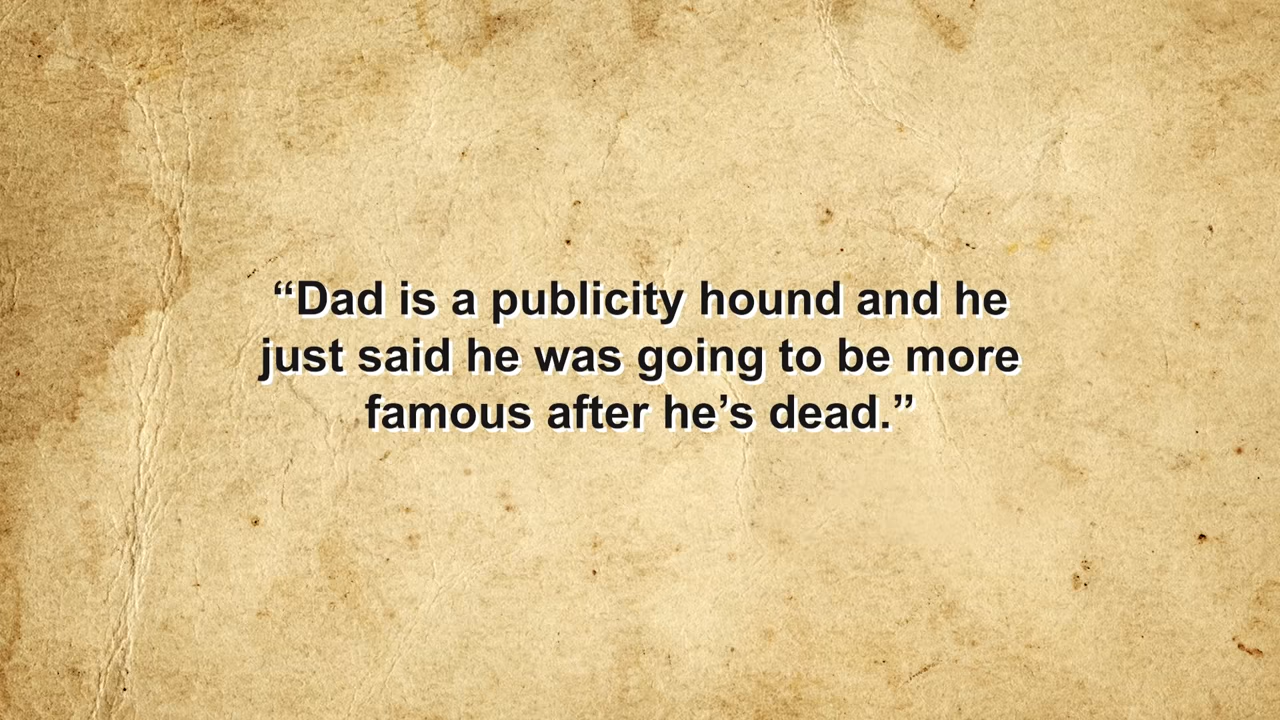 “Dad is a publicity hound and he
just said he was going to be more
famous after he’s dead.”